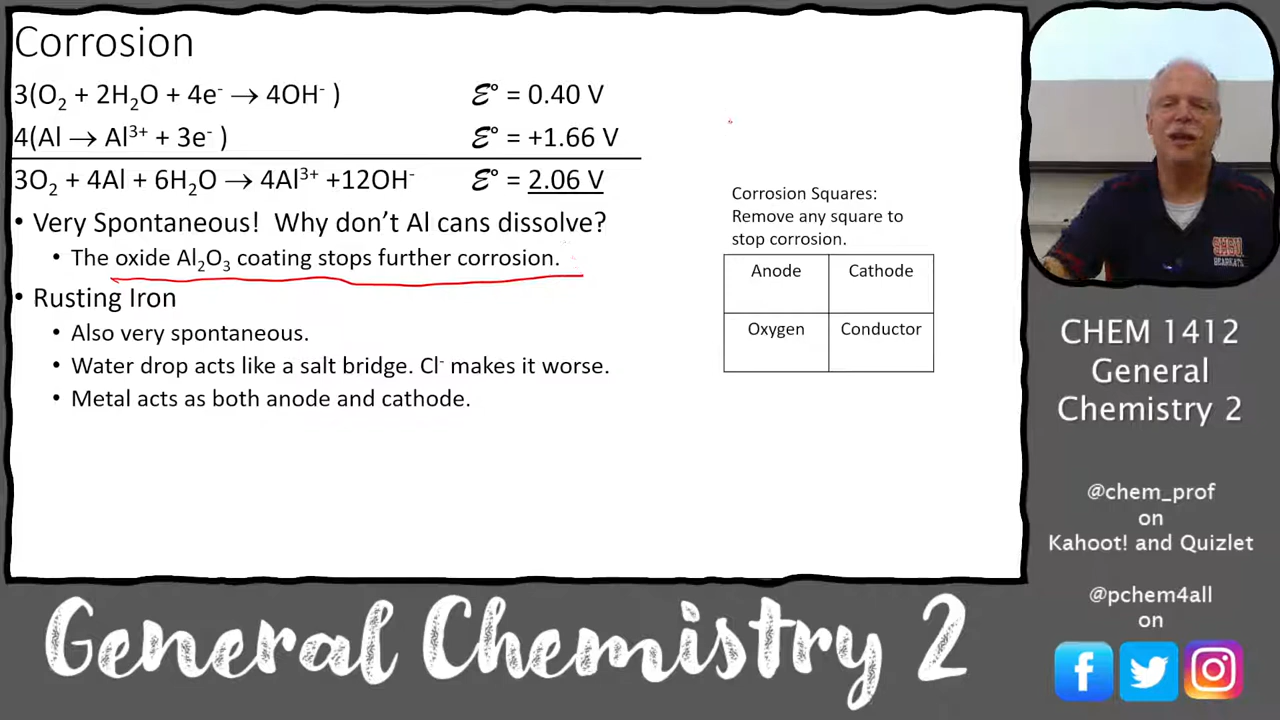 Corrosion
3(O₂ + 2H₂O + 4e⁻ → 4OH⁻ ) ℰ° = 0.40 V
4(Al → Al³⁺ + 3e⁻ ) ℰ° = +1.66 V
3O₂ + 4Al + 6H₂O → 4Al³⁺ +12OH⁻ ℰ° = 2.06 V
• Very Spontaneous! Why don't Al cans dissolve?
• The oxide Al₂O₃ coating stops further corrosion.
• Rusting Iron
• Also very spontaneous.
• Water drop acts like a salt bridge. Cl⁻ makes it worse.
• Metal acts as both anode and cathode.
Corrosion Squares:
Remove any square to
stop corrosion.
Anode Cathode
Oxygen Conductor
SHSU
BEARKATS
CHEM 1412
General
Chemistry 2
@chem_prof
on
Kahoot! and Quizlet
@pchem4all
on
General Chemistry 2